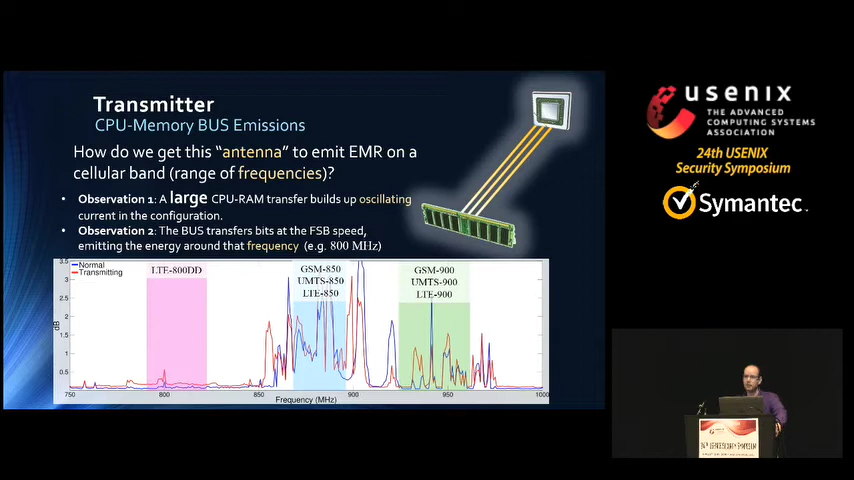 Transmitter
CPU-Memory BUS Emissions
How do we get this "antenna" to emit EMR on a
cellular band (range of frequencies)?
• Observation 1: A large CPU-RAM transfer builds up oscillating
current in the configuration.
• Observation 2: The BUS transfers bits at the FSB speed,
emitting the energy around that frequency (e.g. 800 MHz)
3.5
3
2.5
2
1.5
1
0.5
dB
Normal
Transmitting
LTE-800DD
GSM-850
UMTS-850
LTE-850
GSM-900
UMTS-900
LTE-900
750
800
850
900
950
1000
Frequency (MHz)
usenix
THE ADVANCED
COMPUTING SYSTEMS
ASSOCIATION
24th USENIX
Security Symposium
Symantec.